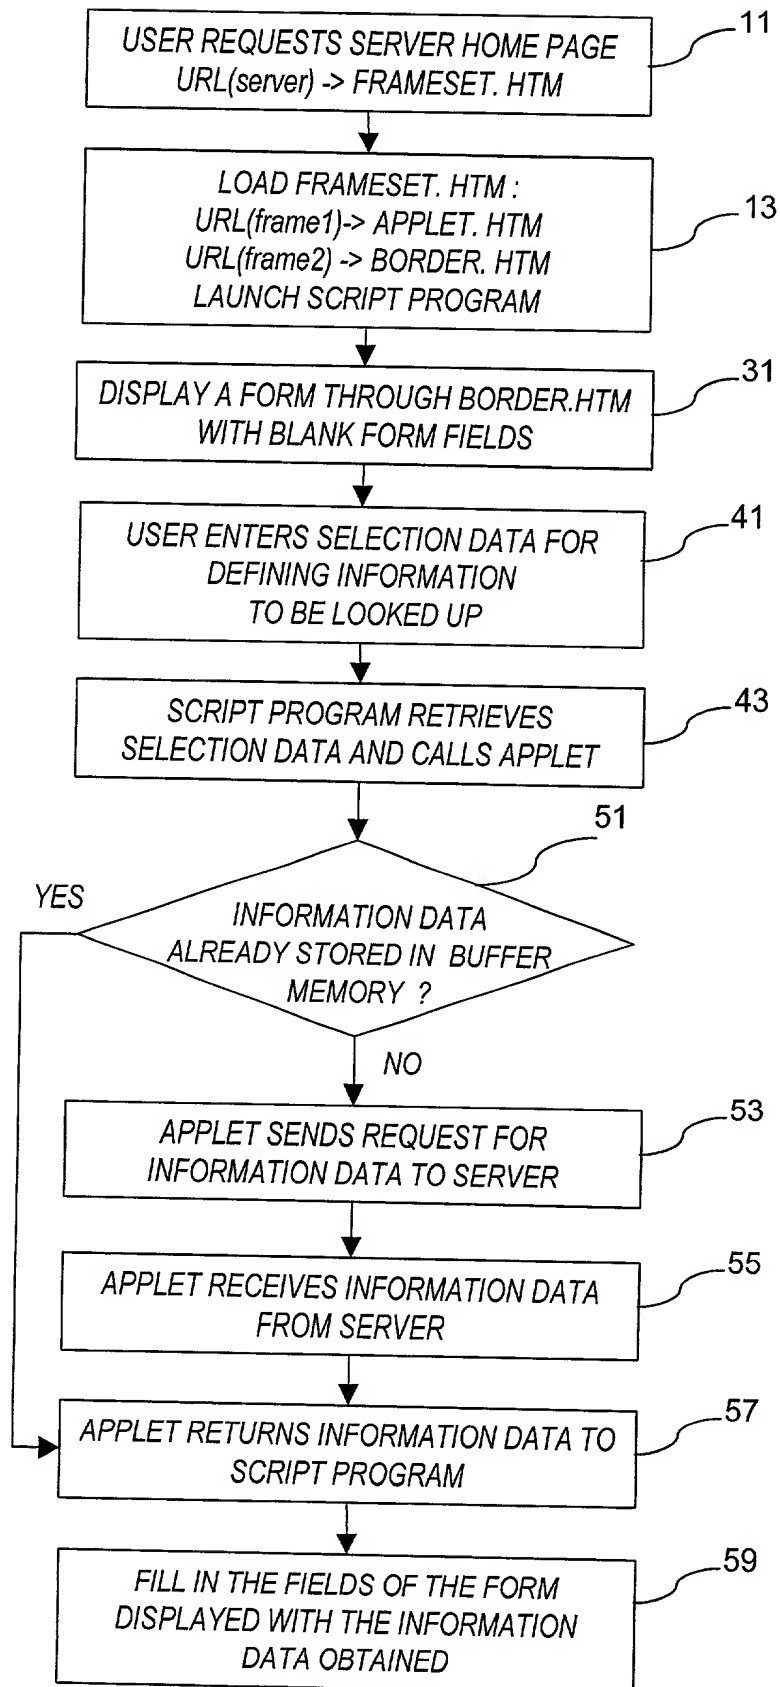 USER REQUESTS SERVER HOME PAGE
URL(server) -> FRAMESET. HTM
11
LOAD FRAMESET. HTM :
URL(frame1)-> APPLET. HTM
URL(frame2) -> BORDER. HTM
LAUNCH SCRIPT PROGRAM
13
DISPLAY A FORM THROUGH BORDER.HTM
WITH BLANK FORM FIELDS
31
USER ENTERS SELECTION DATA FOR
DEFINING INFORMATION
TO BE LOOKED UP
41
SCRIPT PROGRAM RETRIEVES
SELECTION DATA AND CALLS APPLET
43
51
YES
INFORMATION DATA
ALREADY STORED IN BUFFER
MEMORY ?
NO
APPLET SENDS REQUEST FOR
INFORMATION DATA TO SERVER
53
APPLET RECEIVES INFORMATION DATA
FROM SERVER
55
APPLET RETURNS INFORMATION DATA TO
SCRIPT PROGRAM
57
FILL IN THE FIELDS OF THE FORM
DISPLAYED WITH THE INFORMATION
DATA OBTAINED
59